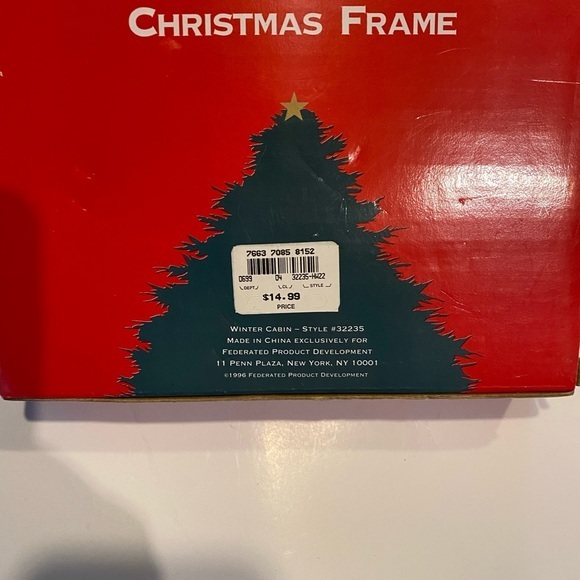 CHRISTMAS FRAME
7663 7085 8152
0699 04 32235-HW22
DEPT. CL. STYLE
$14.99
PRICE
WINTER CABIN – STYLE #32235
MADE IN CHINA EXCLUSIVELY FOR
FEDERATED PRODUCT DEVELOPMENT
11 PENN PLAZA, NEW YORK, NY 10001
©1996 FEDERATED PRODUCT DEVELOPMENT